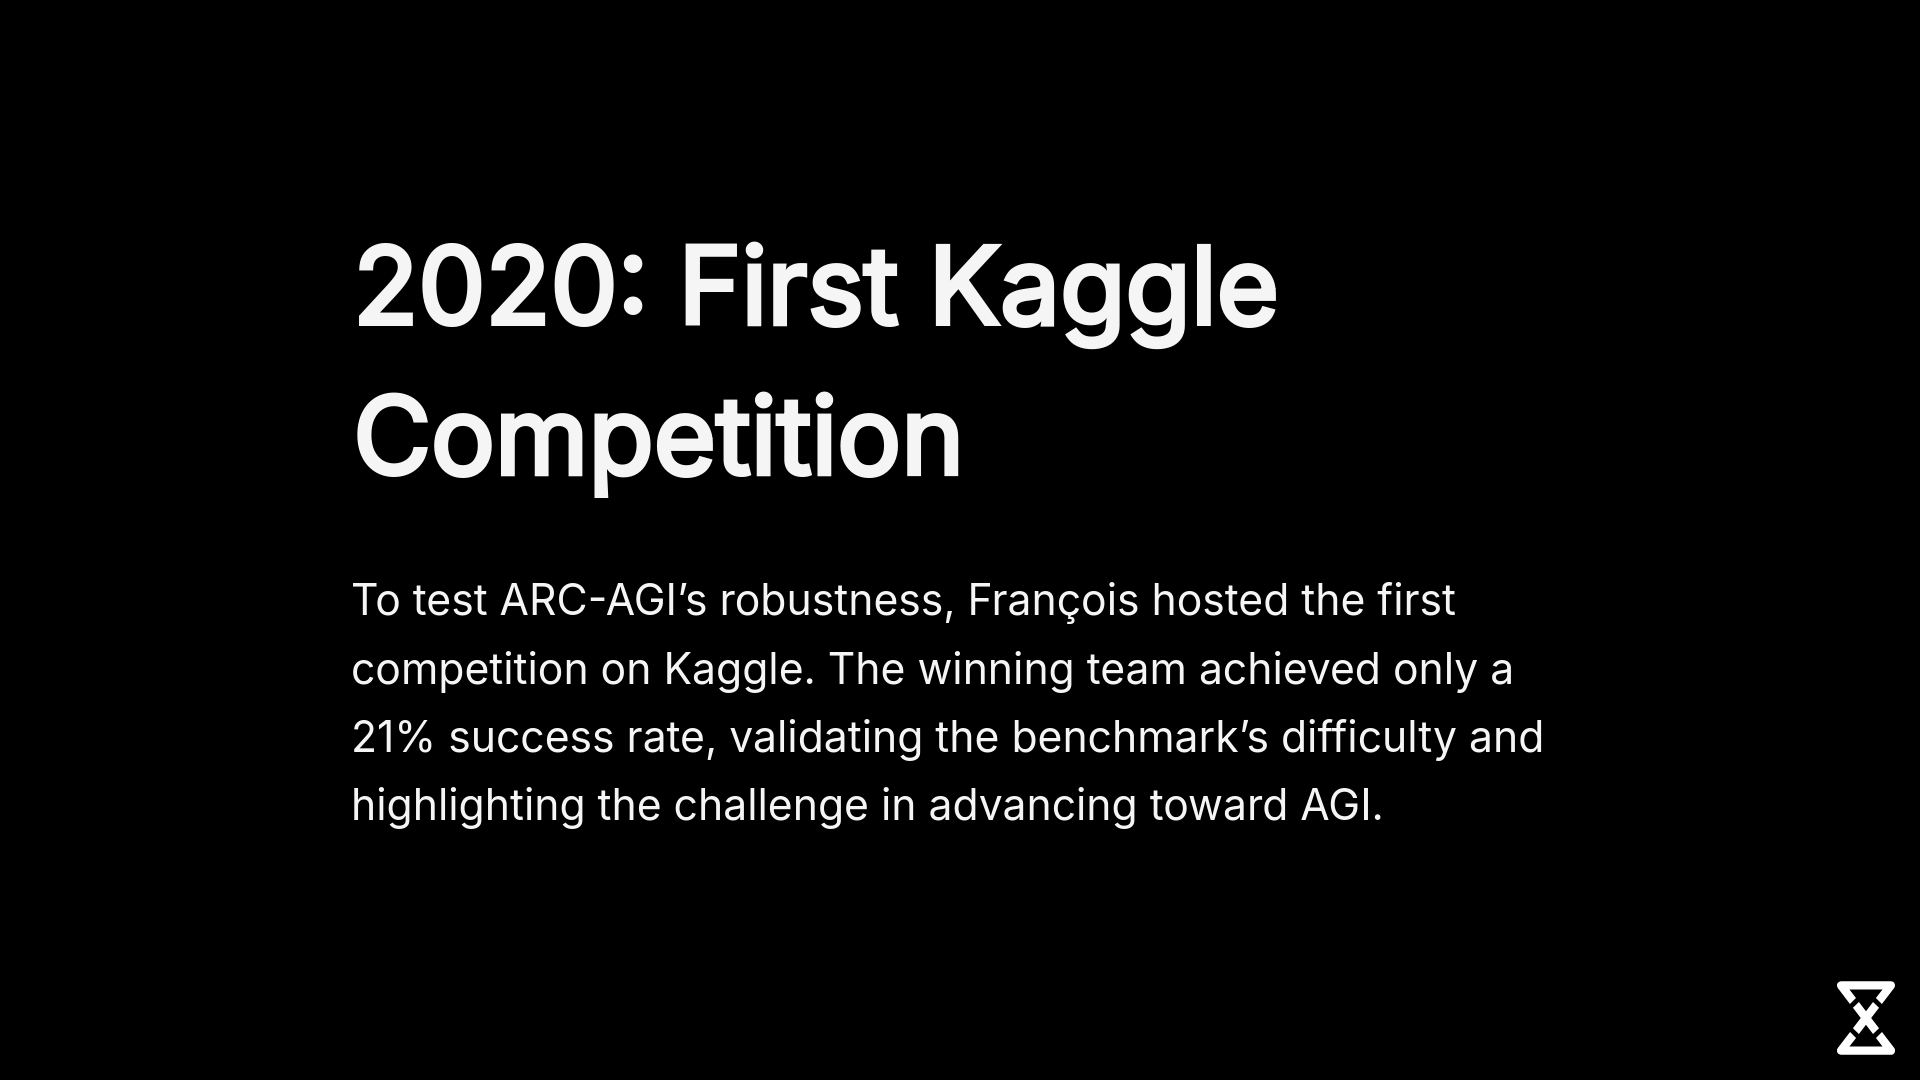 2020: First Kaggle
Competition
To test ARC-AGI’s robustness, François hosted the first
competition on Kaggle. The winning team achieved only a
21% success rate, validating the benchmark’s difficulty and
highlighting the challenge in advancing toward AGI.